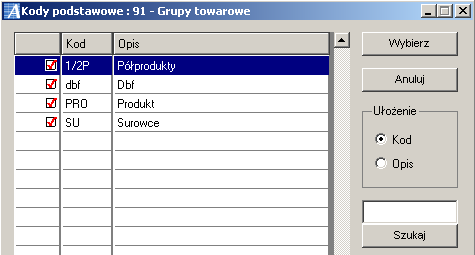 Kody podstawowe : 91 - Grupy towarowe
Kod Opis
1/2P Półprodukty
dbf Dbf
PRO Produkt
SU Surowce
Wybierz
Anuluj
Ułożenie
Kod
Opis
Szukaj